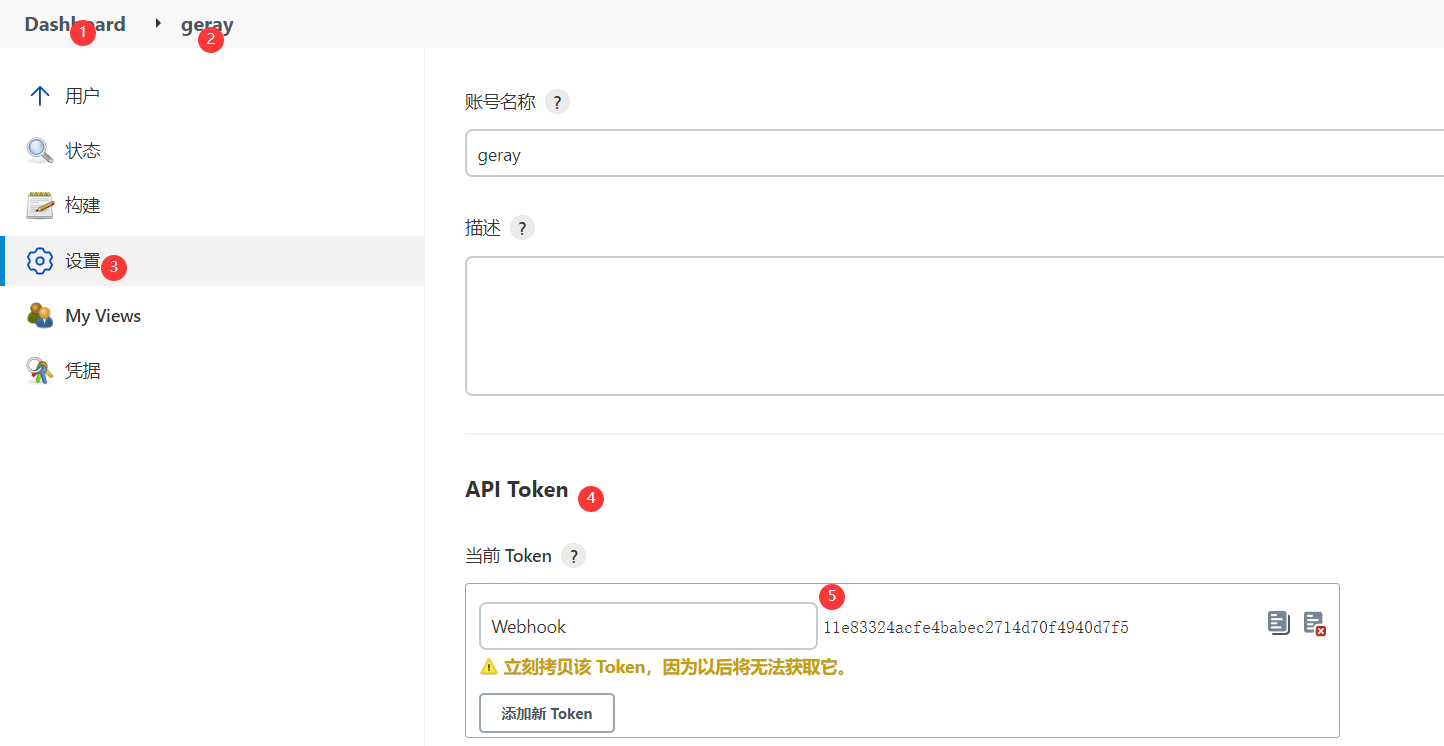 Dashboard geray
1
2
用户
状态
构建
设置
3
My Views
凭据
账号名称 ?
geray
描述 ?
API Token
4
当前 Token ?
5
Webhook 11e83324acfe4babec2714d70f4940d7f5
立刻拷贝该 Token，因为以后将无法获取它。
添加新 Token